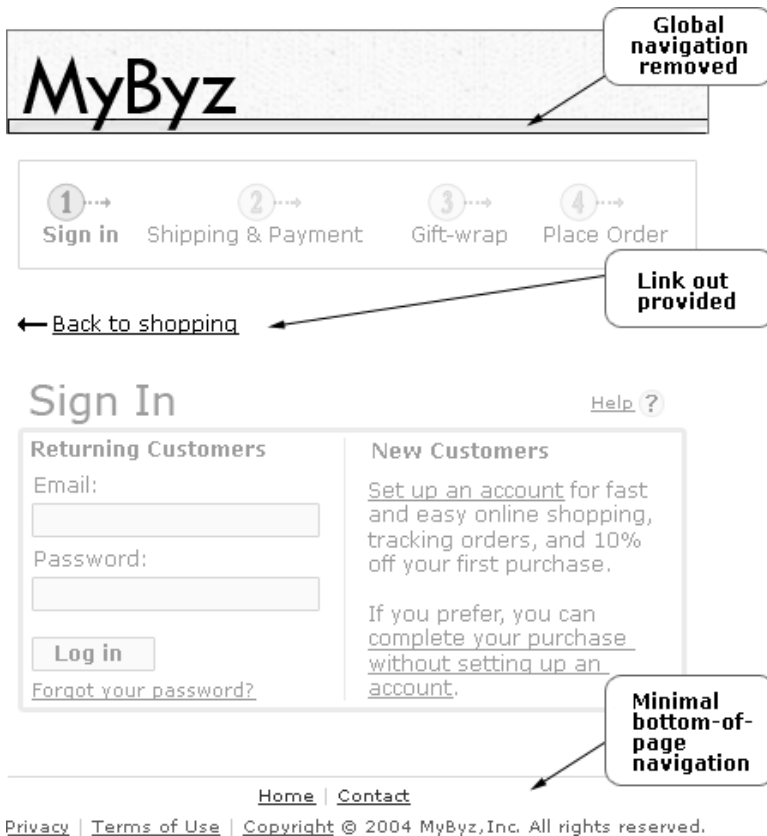 Global
navigation
removed
MyByz
1 2 3 4
Sign in Shipping & Payment Gift-wrap Place Order
Link out
provided
Back to shopping
Sign In
Help ?
Returning Customers
Email:
Password:
Log in
Forgot your password?
New Customers
Set up an account for fast
and easy online shopping,
tracking orders, and 10%
off your first purchase.
If you prefer, you can
complete your purchase
without setting up an
account.
Minimal
bottom-of-
page
navigation
Home | Contact
Privacy | Terms of Use | Copyright © 2004 MyByz,Inc. All rights reserved.